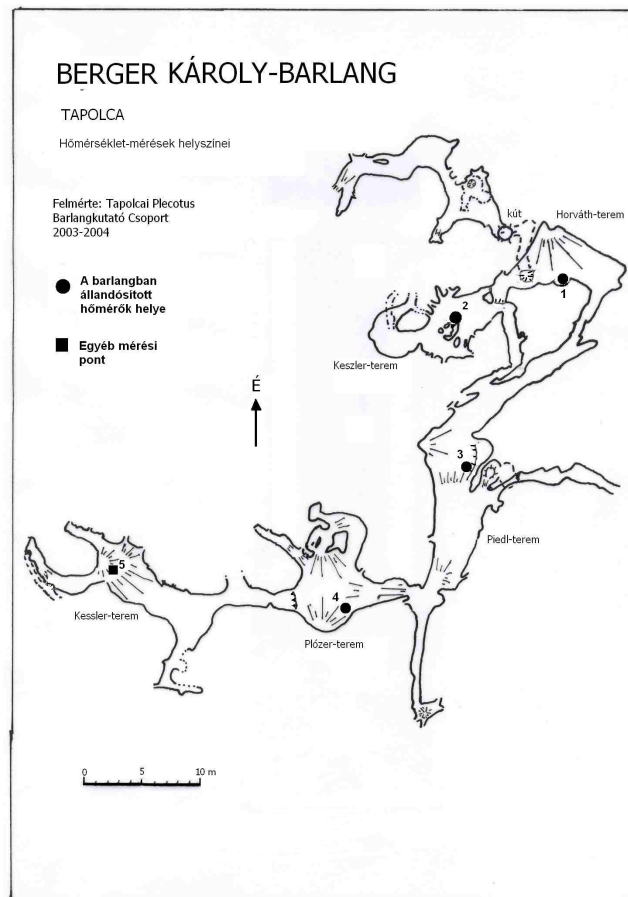 BERGER KÁROLY-BARLANG
TAPOLCA
Hőmérséklet-mérések helyszínei
Felmérte: Tapolcai Plecotus
Barlangkutató Csoport
2003-2004
A barlangban
állandósított
hőmérők helye
Egyéb mérési
pont
É
kút
Horváth-terem
1
2
Keszler-terem
3
Piedl-terem
5
Kessler-terem
4
Plózer-terem
0 5 10 m